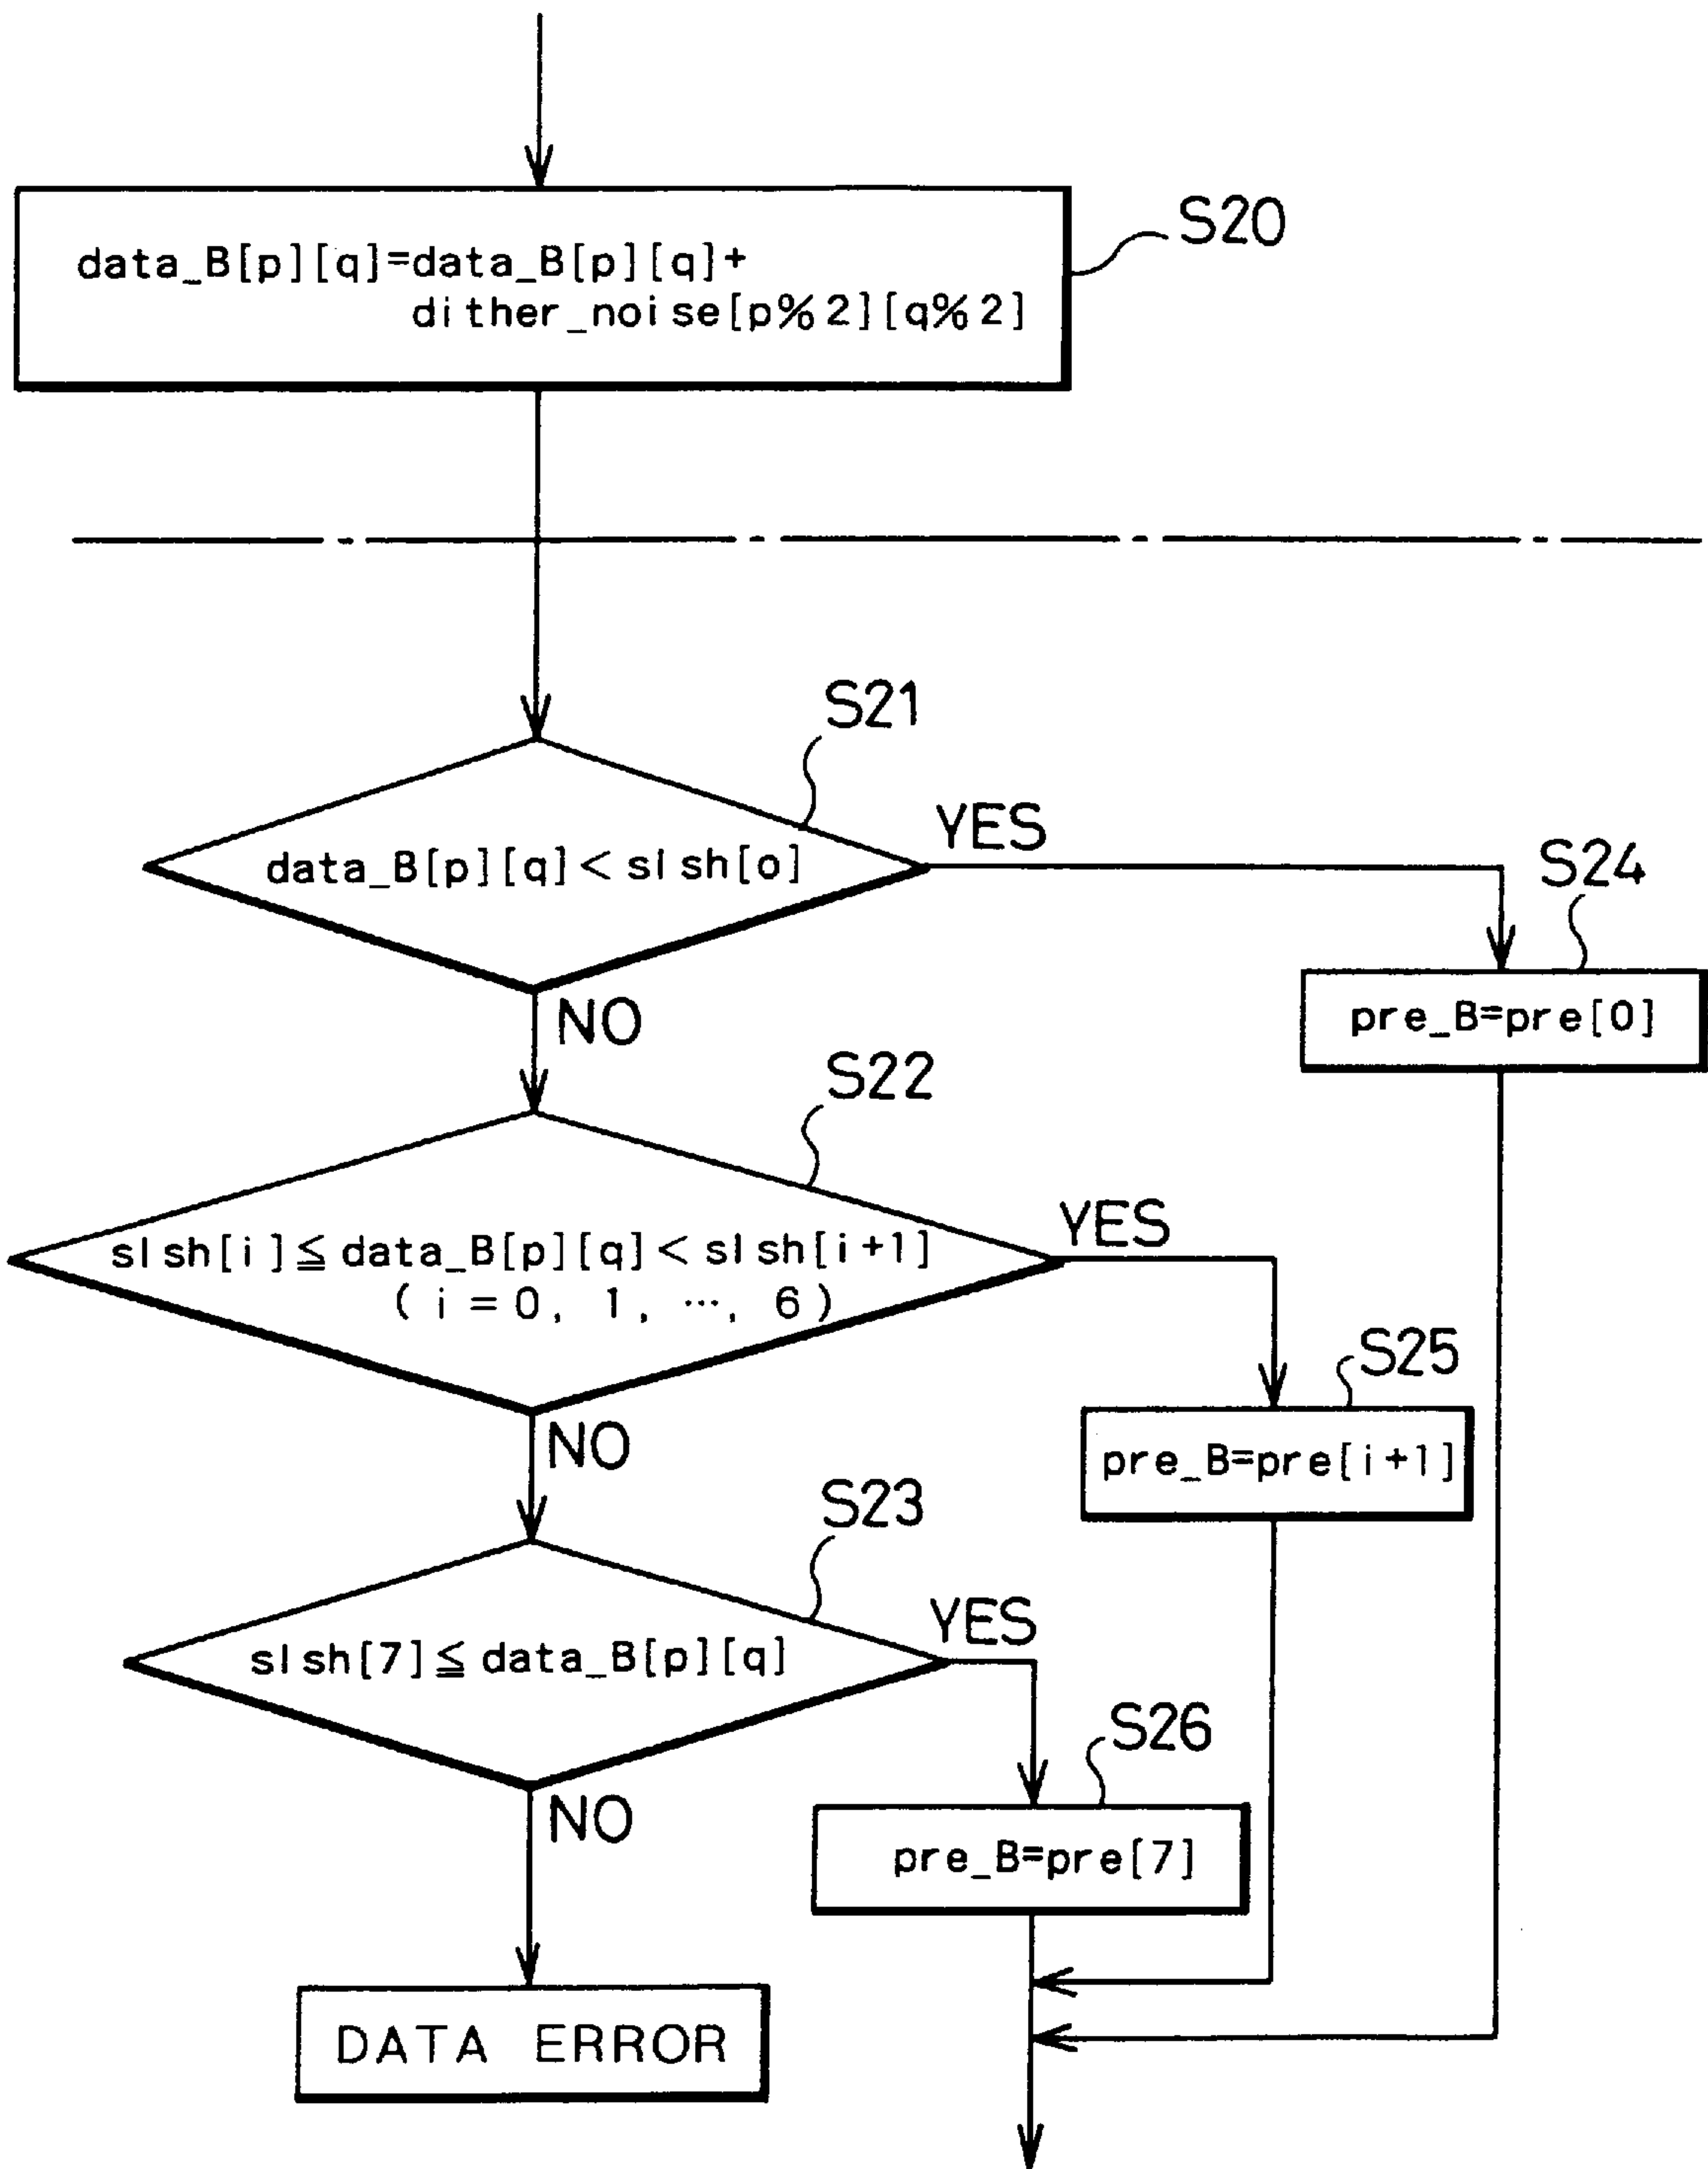 S20
data_B[p][q]=data_B[p][q]+
dither_noise[p%2][q%2]
S21
data_B[p][q] < slsh[o]
YES
NO
S24
pre_B=pre[0]
S22
slsh[i] ≦ data_B[p][q] < slsh[i+1]
( i = 0, 1, ···, 6 )
YES
NO
S25
pre_B=pre[i+1]
S23
slsh[7] ≦ data_B[p][q]
YES
NO
S26
pre_B=pre[7]
DATA ERROR